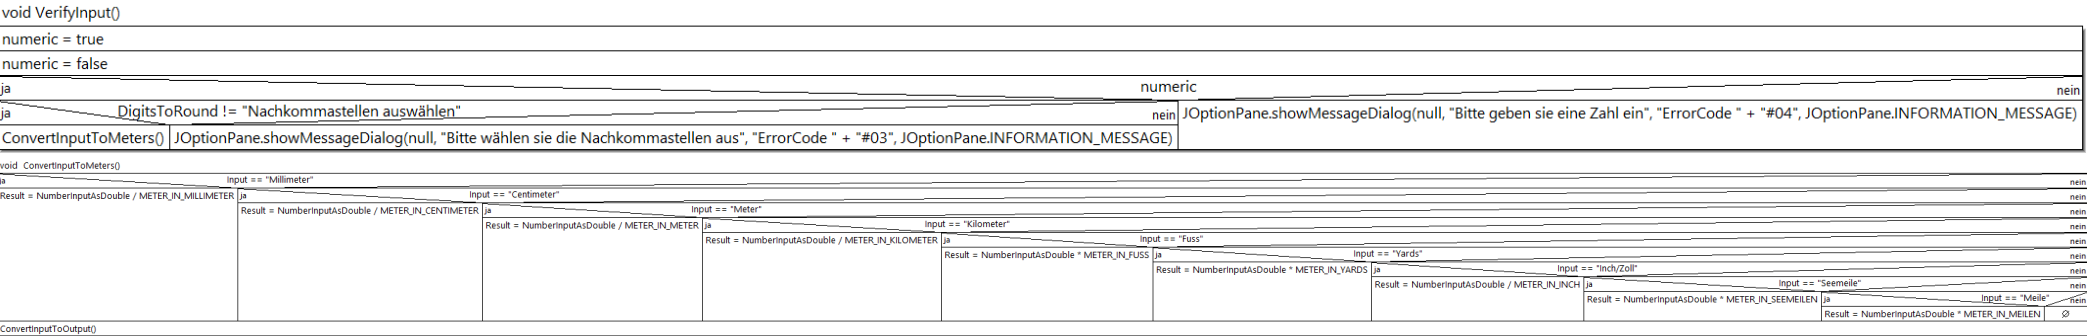 void VerifyInput()
numeric = true
numeric = false
numeric
ja
nein
DigitsToRound != "Nachkommastellen auswählen"
ja
nein
JOptionPane.showMessageDialog(null, "Bitte geben sie eine Zahl ein", "ErrorCode " + "#04", JOptionPane.INFORMATION_MESSAGE)
ConvertInputToMeters()
JOptionPane.showMessageDialog(null, "Bitte wählen sie die Nachkommastellen aus", "ErrorCode " + "#03", JOptionPane.INFORMATION_MESSAGE)
void ConvertInputToMeters()
Input == "Millimeter"
ja
nein
Result = NumberInputAsDouble / METER_IN_MILLIMETER
Input == "Centimeter"
ja
nein
Result = NumberInputAsDouble / METER_IN_CENTIMETER
Input == "Meter"
ja
nein
Result = NumberInputAsDouble / METER_IN_METER
Input == "Kilometer"
ja
nein
Result = NumberInputAsDouble / METER_IN_KILOMETER
Input == "Fuss"
ja
nein
Result = NumberInputAsDouble * METER_IN_FUSS
Input == "Yards"
ja
nein
Result = NumberInputAsDouble * METER_IN_YARDS
Input == "Inch/Zoll"
ja
nein
Result = NumberInputAsDouble / METER_IN_INCH
Input == "Seemeile"
ja
nein
Result = NumberInputAsDouble * METER_IN_SEEMEILEN
Input == "Meile"
ja
nein
Result = NumberInputAsDouble * METER_IN_MEILEN
∅
ConvertInputToOutput()